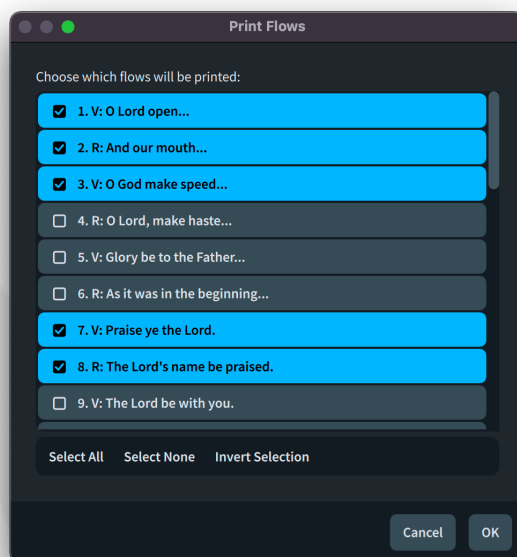 Print Flows
Choose which flows will be printed:
1. V: O Lord open...
2. R: And our mouth...
3. V: O God make speed...
4. R: O Lord, make haste...
5. V: Glory be to the Father...
6. R: As it was in the beginning...
7. V: Praise ye the Lord.
8. R: The Lord's name be praised.
9. V: The Lord be with you.
Select All Select None Invert Selection
Cancel OK